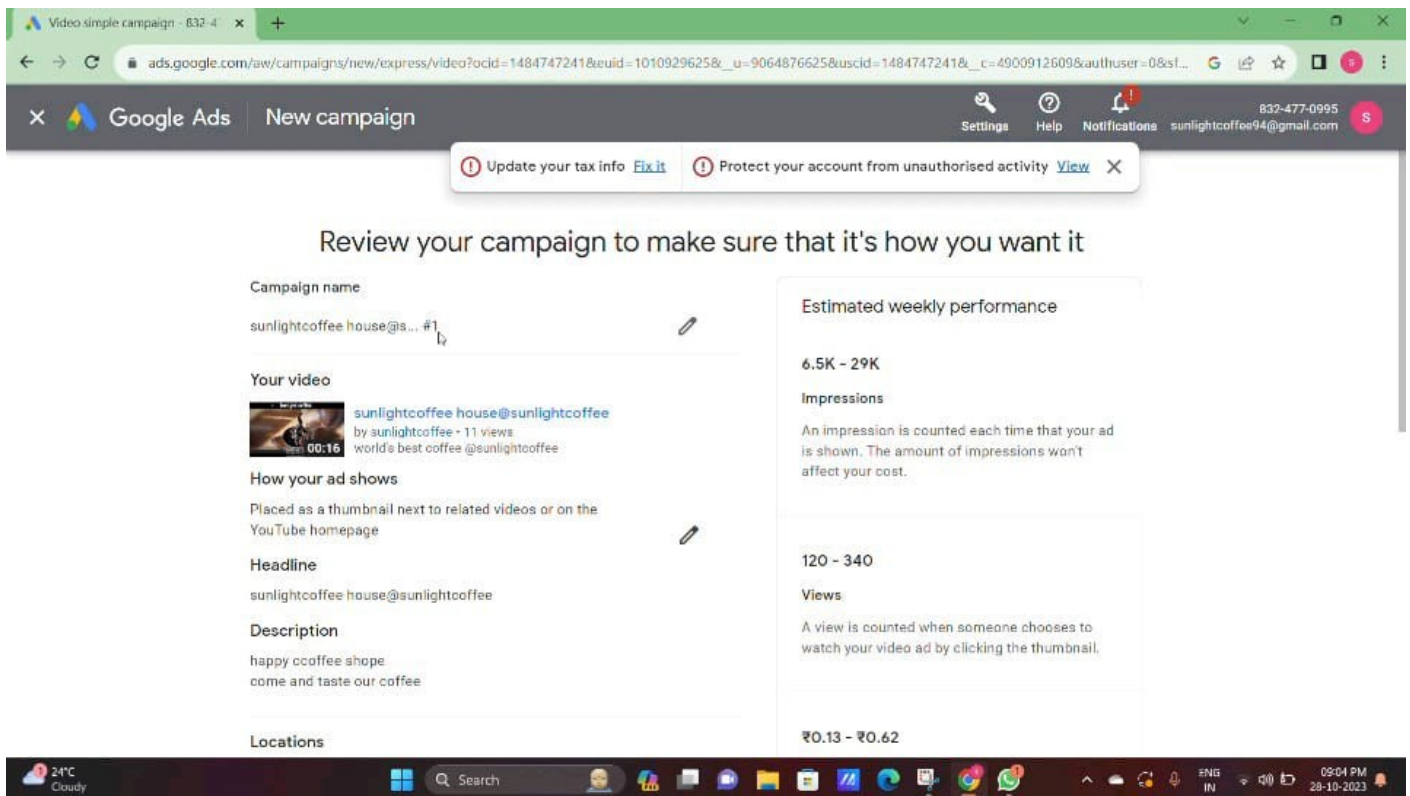 Video simple campaign - 832-4
ads.google.com/aw/campaigns/new/express/video?ocid=1484747241&euid=1010929625&__u=9064876625&uscid=1484747241&__c=4900912609&authuser=0&sf...
Google Ads
New campaign
Settings
Help
Notifications
832-477-0995
sunlightcoffee94@gmail.com
S
Update your tax info Fix it
Protect your account from unauthorised activity View
Review your campaign to make sure that it's how you want it
Campaign name
sunlightcoffee house@s... #1
Your video
00:16
sunlightcoffee house@sunlightcoffee
by sunlightcoffee • 11 views
world's best coffee @sunlightcoffee
How your ad shows
Placed as a thumbnail next to related videos or on the
YouTube homepage
Headline
sunlightcoffee house@sunlightcoffee
Description
happy ccoffee shope
come and taste our coffee
Locations
Estimated weekly performance
6.5K - 29K
Impressions
An impression is counted each time that your ad
is shown. The amount of impressions won't
affect your cost.
120 - 340
Views
A view is counted when someone chooses to
watch your video ad by clicking the thumbnail.
₹0.13 - ₹0.62
24°C
Cloudy
Search
ENG
IN
09:04 PM
28-10-2023